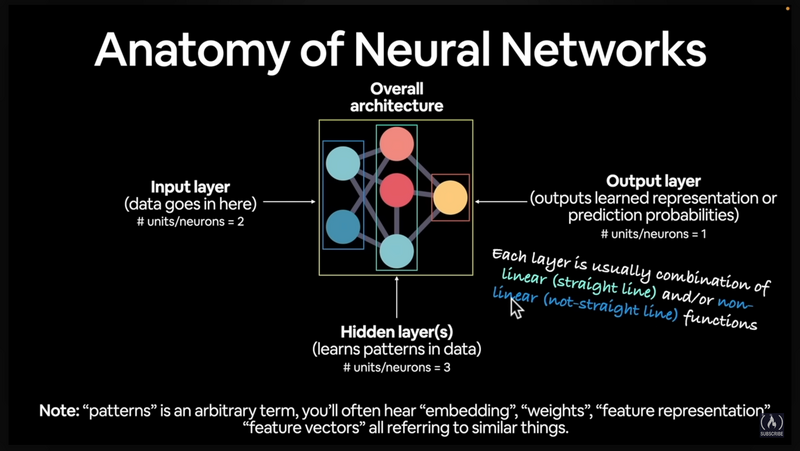 Anatomy of Neural Networks
Overall
architecture
Input layer
(data goes in here)
# units/neurons = 2
Output layer
(outputs learned representation or
prediction probabilities)
# units/neurons = 1
Each layer is usually combination of
linear (straight line) and/or non-
linear (not-straight line) functions
Hidden layer(s)
(learns patterns in data)
# units/neurons = 3
Note: “patterns” is an arbitrary term, you’ll often hear “embedding”, “weights”, “feature representation”,
“feature vectors” all referring to similar things.
SUBSCRIBE